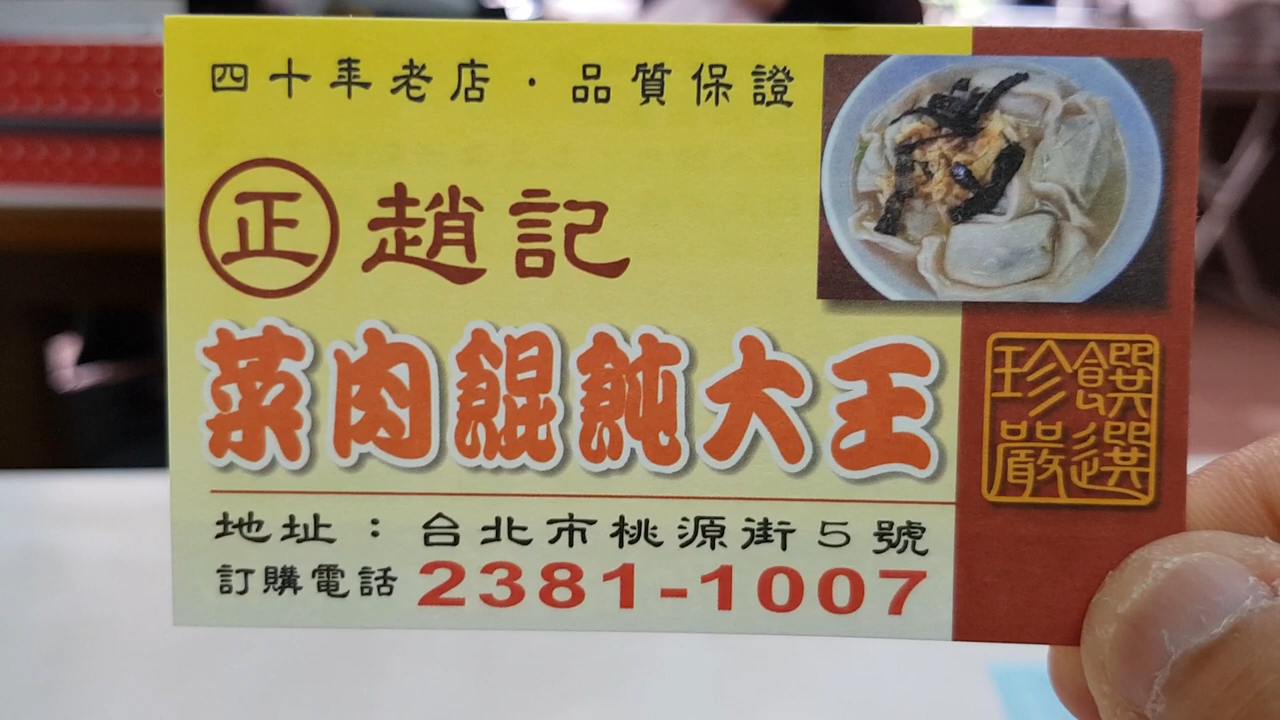 四十年老店・品質保證
正 趙記
菜肉餛飩大王
珍饌
嚴選
地址：台北市桃源街5號
訂購電話 2381-1007